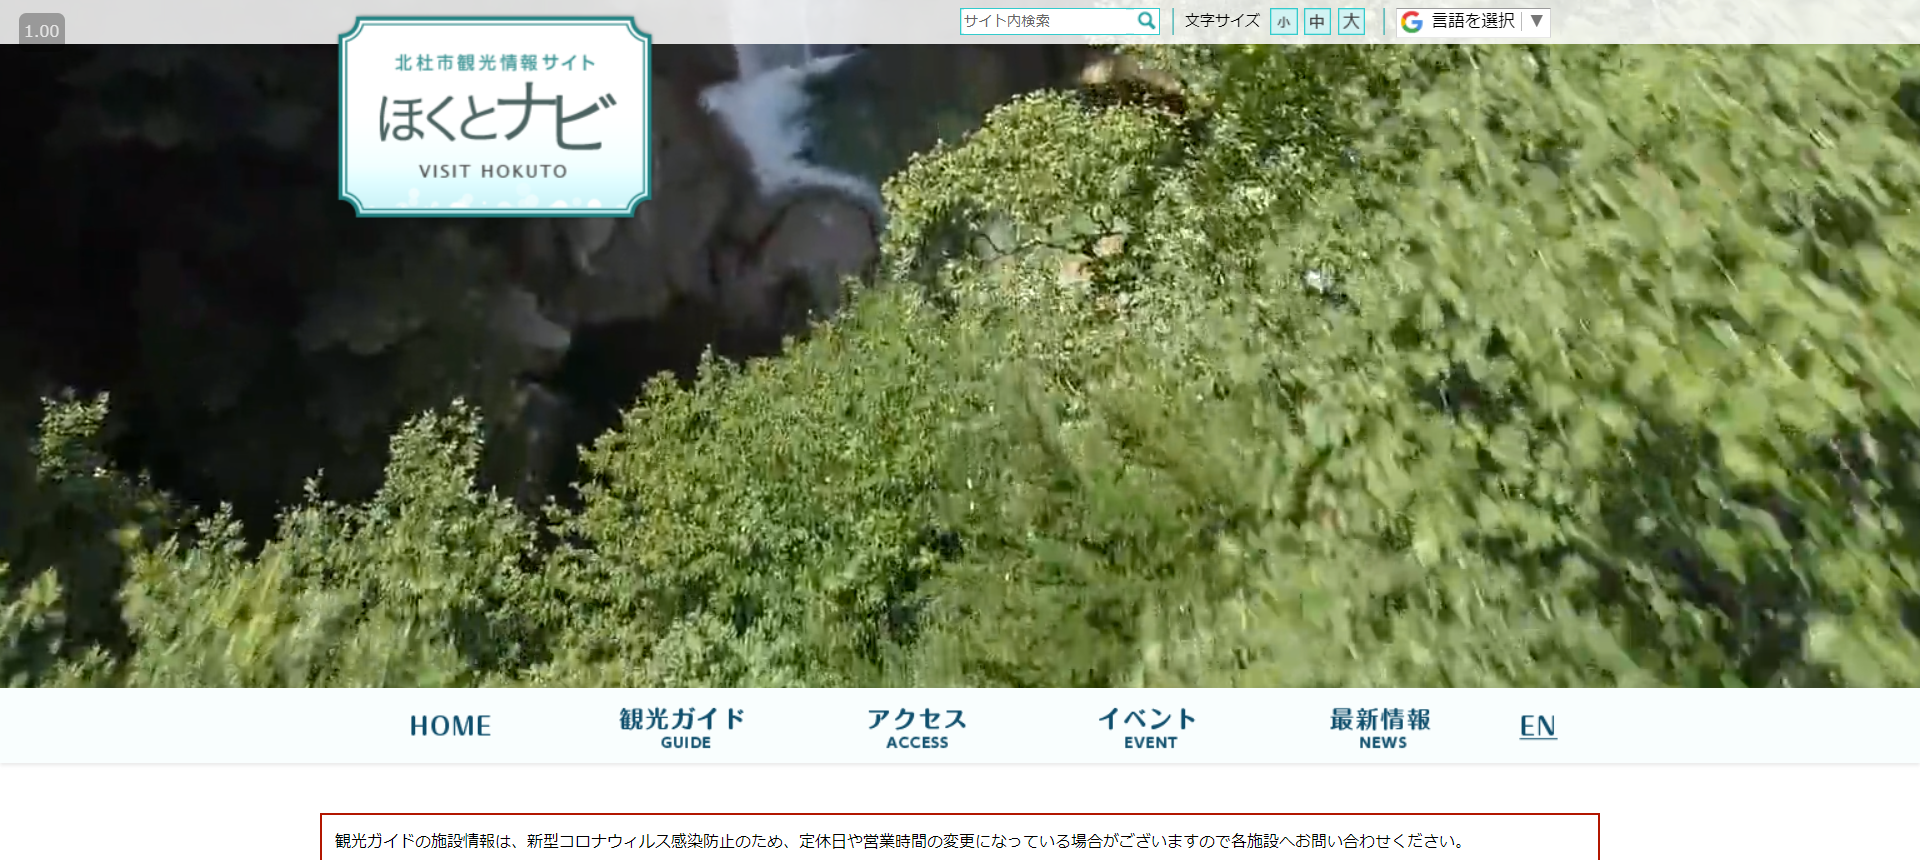 1.00
サイト内検索
文字サイズ 小 中 大
言語を選択 ▼
北杜市観光情報サイト
ほくとナビ
VISIT HOKUTO
HOME
観光ガイド
GUIDE
アクセス
ACCESS
イベント
EVENT
最新情報
NEWS
EN
観光ガイドの施設情報は、新型コロナウィルス感染防止のため、定休日や営業時間の変更になっている場合がございますので各施設へお問い合わせください。